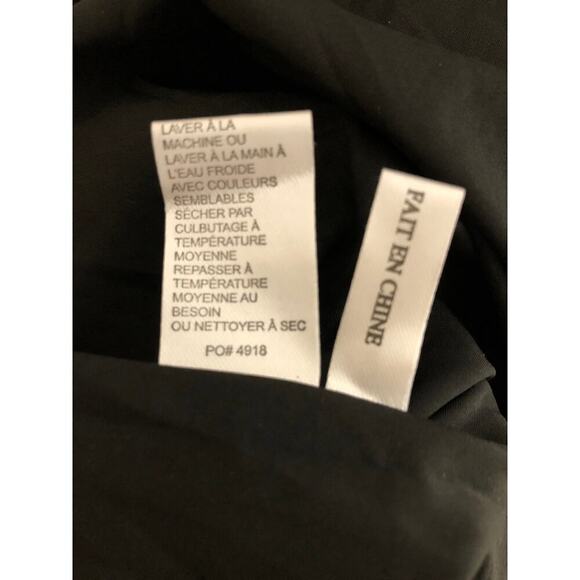 LAVER À LA
MACHINE OU
LAVER À LA MAIN À
L'EAU FROIDE
AVEC COULEURS
SEMBLABLES
SÉCHER PAR
CULBUTAGE À
TEMPÉRATURE
MOYENNE
REPASSER À
TEMPÉRATURE
MOYENNE AU
BESOIN
OU NETTOYER À SEC
PO# 4918
FAIT EN CHINE